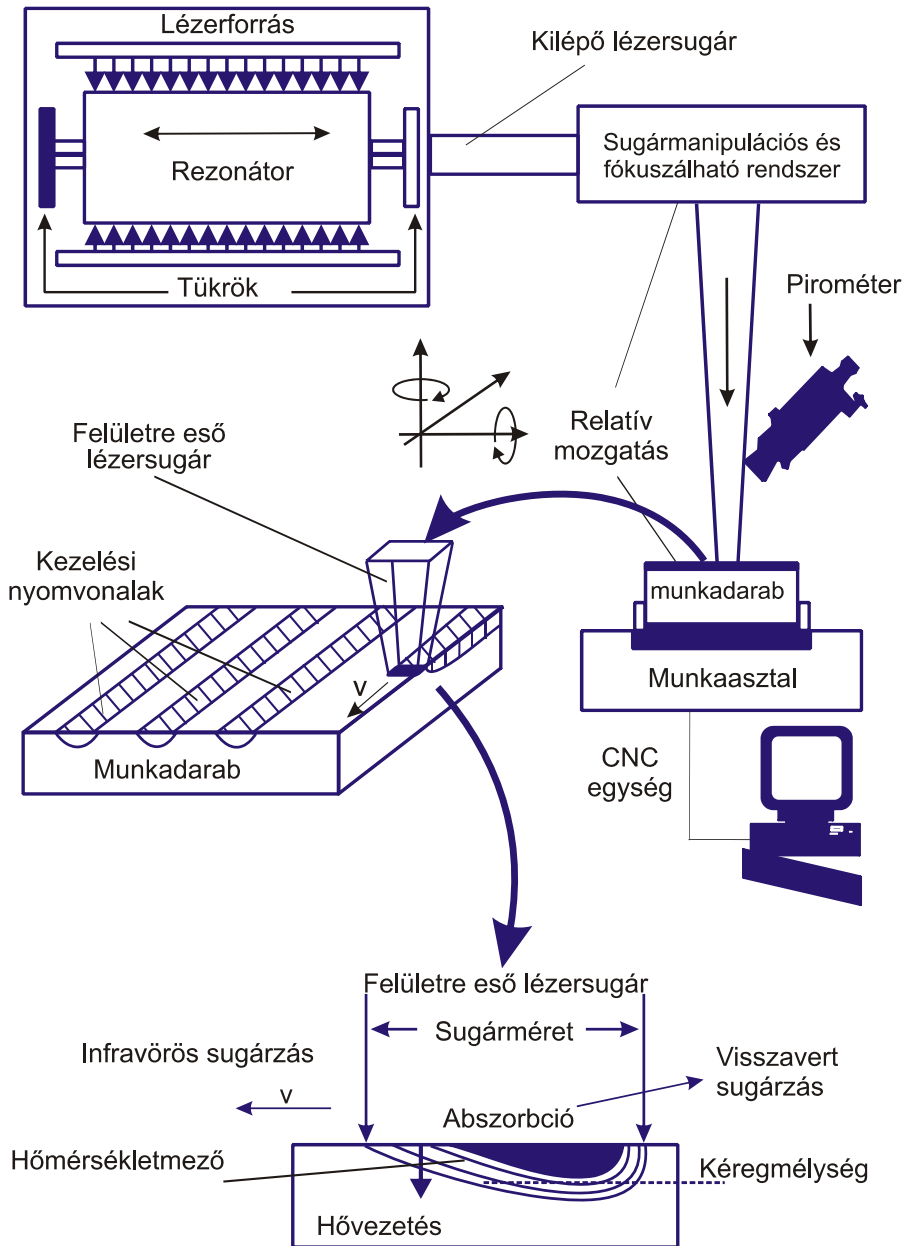 Lézerforrás
Kilépő lézersugár
Rezonátor
Sugármanipulációs és
fókuszálható rendszer
Tükrök
Pirométer
Felületre eső
lézersugár
Relatív
mozgatás
Kezelési
nyomvonalak
munkadarab
v
Munkaasztal
Munkadarab
CNC
egység
Felületre eső lézersugár
Sugárméret
Infravörös sugárzás
v
Visszavert
sugárzás
Abszorbció
Hőmérsékletmező
Kéregmélység
Hővezetés